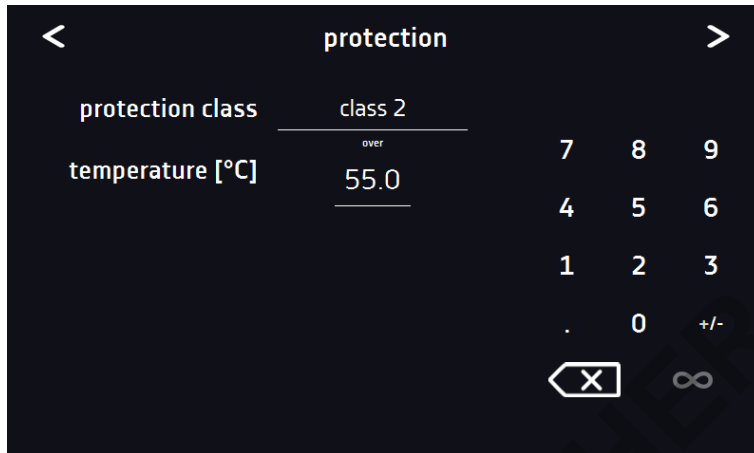 < protection >
protection class class 2
over
temperature [°C] 55.0
7 8 9
4 5 6
1 2 3
. 0 +/-
X ∞